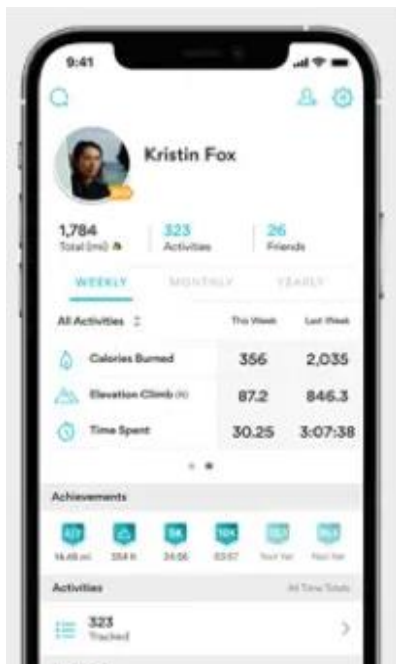 9:41
Kristin Fox
1,784 323 26
Total (mi) Activities Friends
WEEKLY MONTHLY YEARLY
All Activities This Week Last Week
Calories Burned 356 2,035
Elevation Climb (ft) 87.2 846.3
Time Spent 30.25 3:07:38
Achievements
5K 10K
Activities All Time Totals
323
Tracked